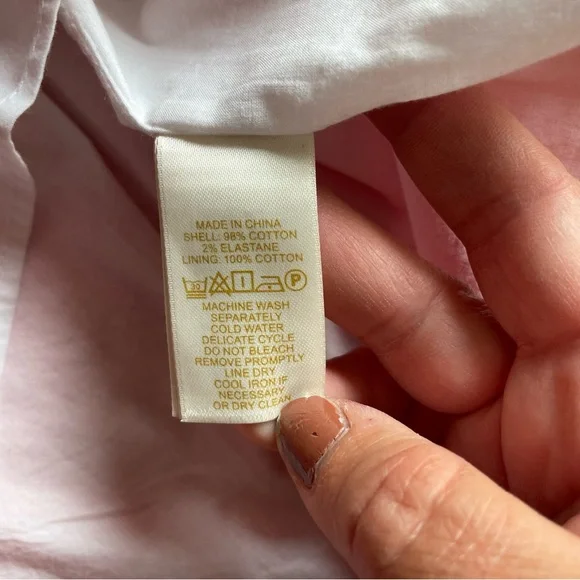 MADE IN CHINA
SHELL: 98% COTTON
2% ELASTANE
LINING: 100% COTTON
30 P
MACHINE WASH
SEPARATELY
COLD WATER
DELICATE CYCLE
DO NOT BLEACH
REMOVE PROMPTLY
LINE DRY
COOL IRON IF
NECESSARY
OR DRY CLEAN